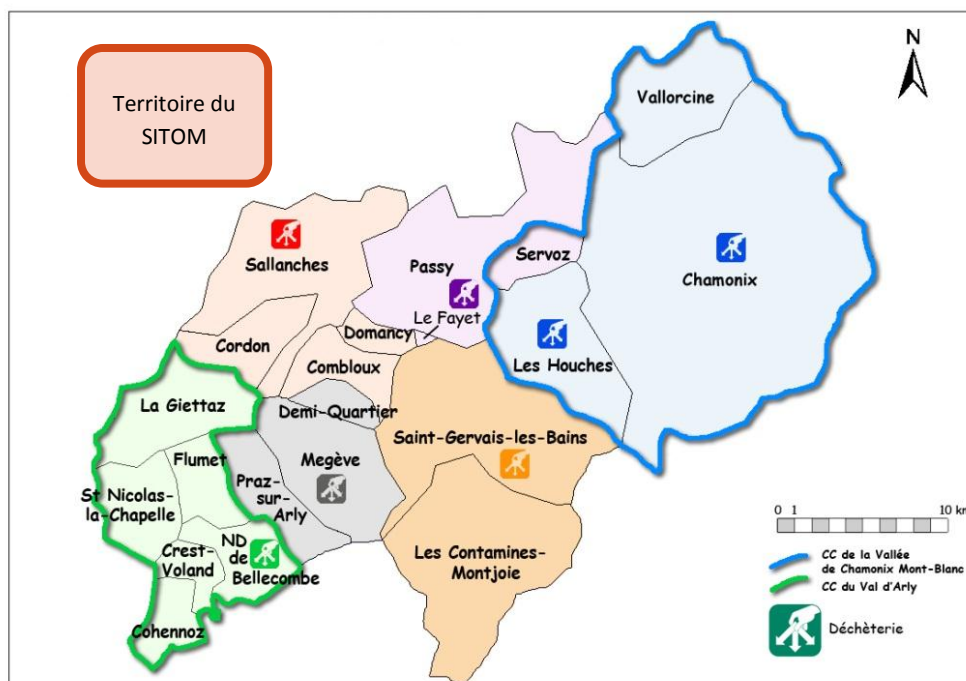 Territoire du
SITOM
N
Vallorcine
Sallanches
Passy
Servoz
Chamonix
Le Fayet
Domancy
Cordon
Combloux
Les Houches
La Giettaz
Demi-Quartier
Saint-Gervais-les-Bains
Flumet
Megève
Praz-
sur-
Arly
St Nicolas-
la-Chapelle
ND
de
Bellecombe
Crest-
Voland
Les Contamines-
Montjoie
Cohennoz
0 1 10 km
CC de la Vallée
de Chamonix Mont-Blanc
CC du Val d'Arly
Déchèterie